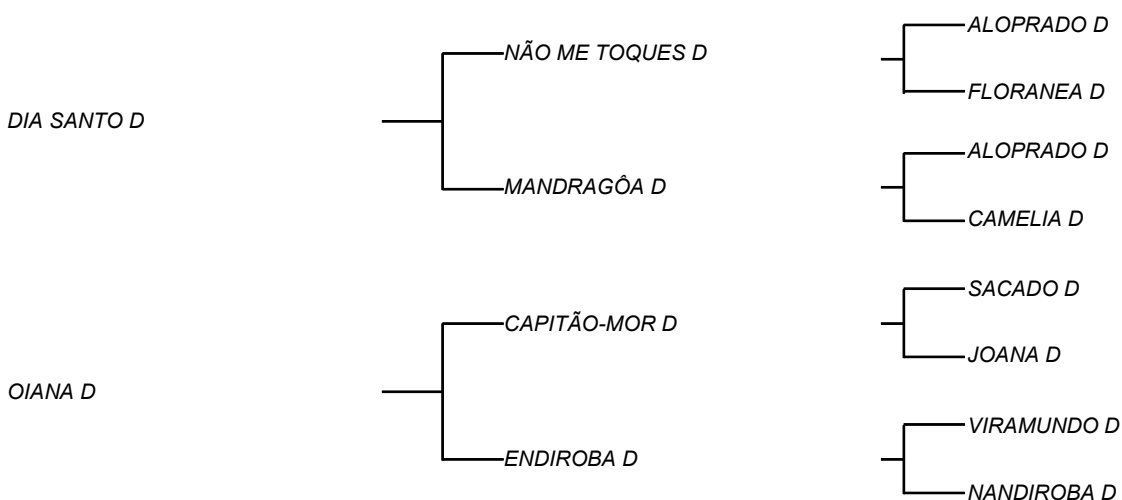 ALOPRADO D
NÃO ME TOQUES D
FLORANEA D
DIA SANTO D
ALOPRADO D
MANDRAGÔA D
CAMELIA D
SACADO D
CAPITÃO-MOR D
JOANA D
OIANA D
VIRAMUNDO D
ENDIROBA D
NANDIROBA D